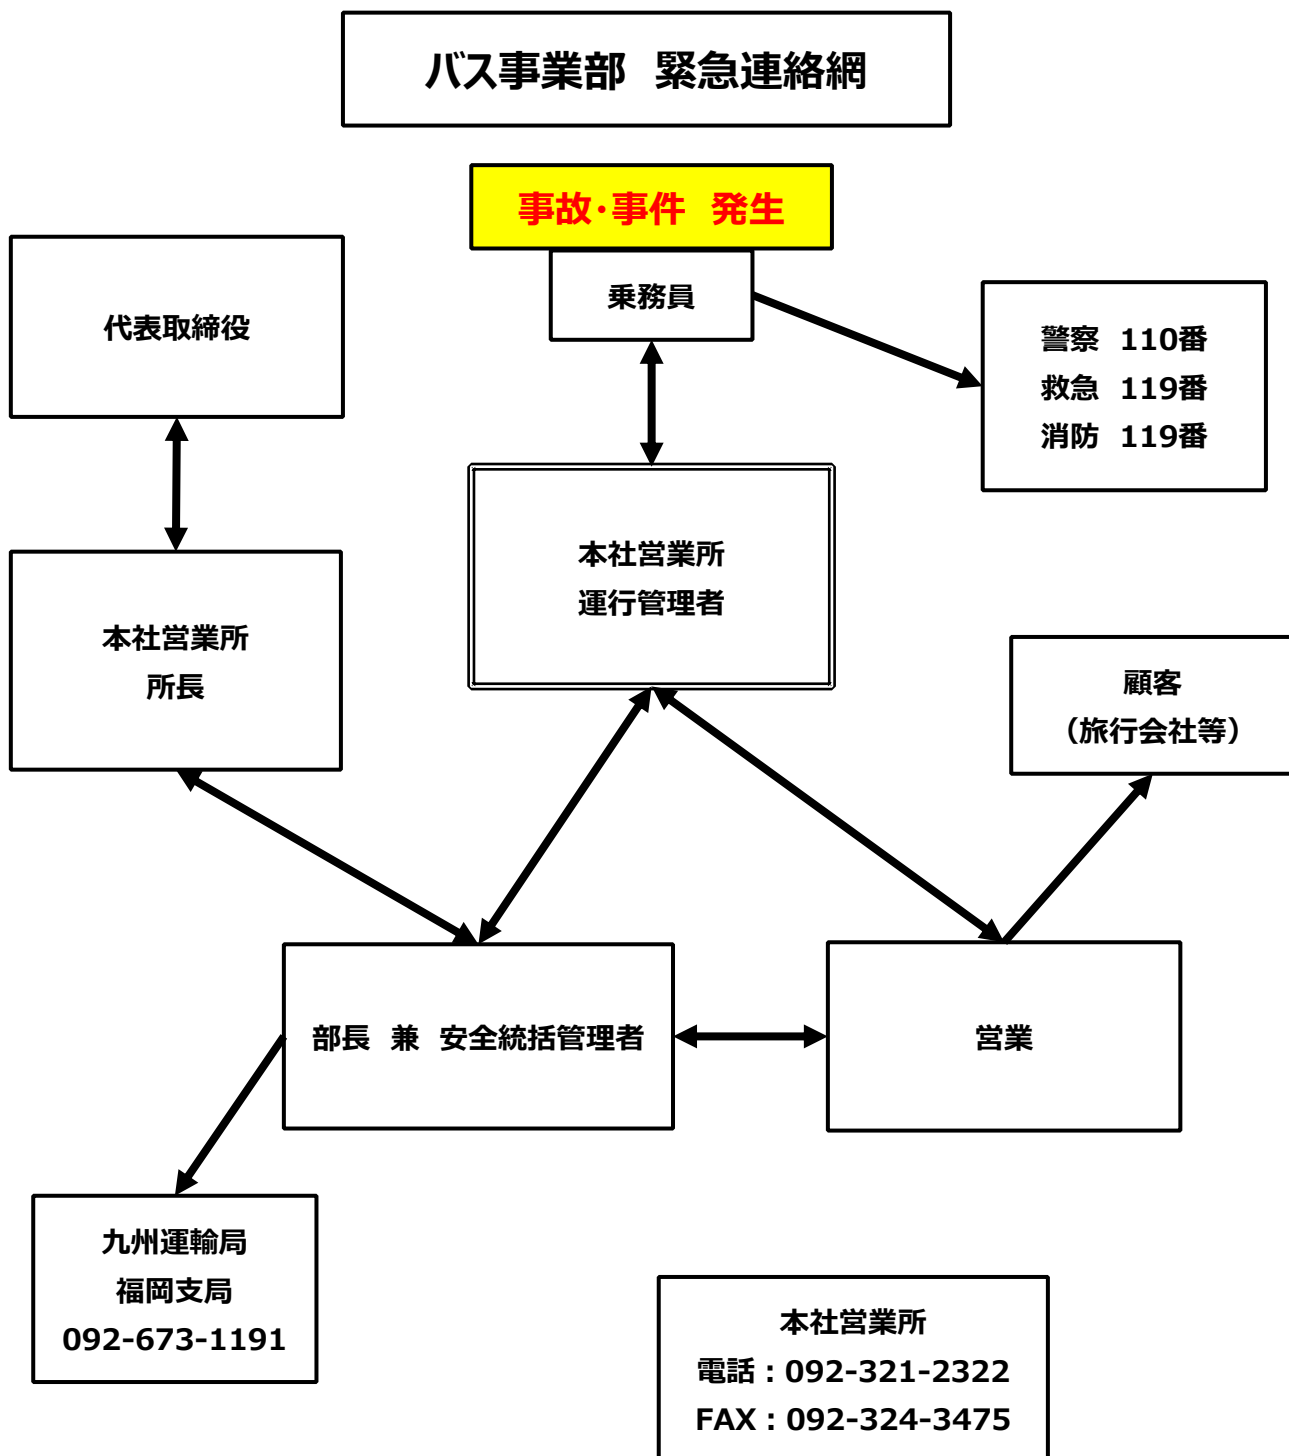 バス事業部 緊急連絡網
事故・事件 発生
乗務員
代表取締役
警察 110番
救急 119番
消防 119番
本社営業所
運行管理者
本社営業所
所長
顧客
（旅行会社等）
部長 兼 安全統括管理者
営業
九州運輸局
福岡支局
092-673-1191
本社営業所
電話：092-321-2322
FAX：092-324-3475